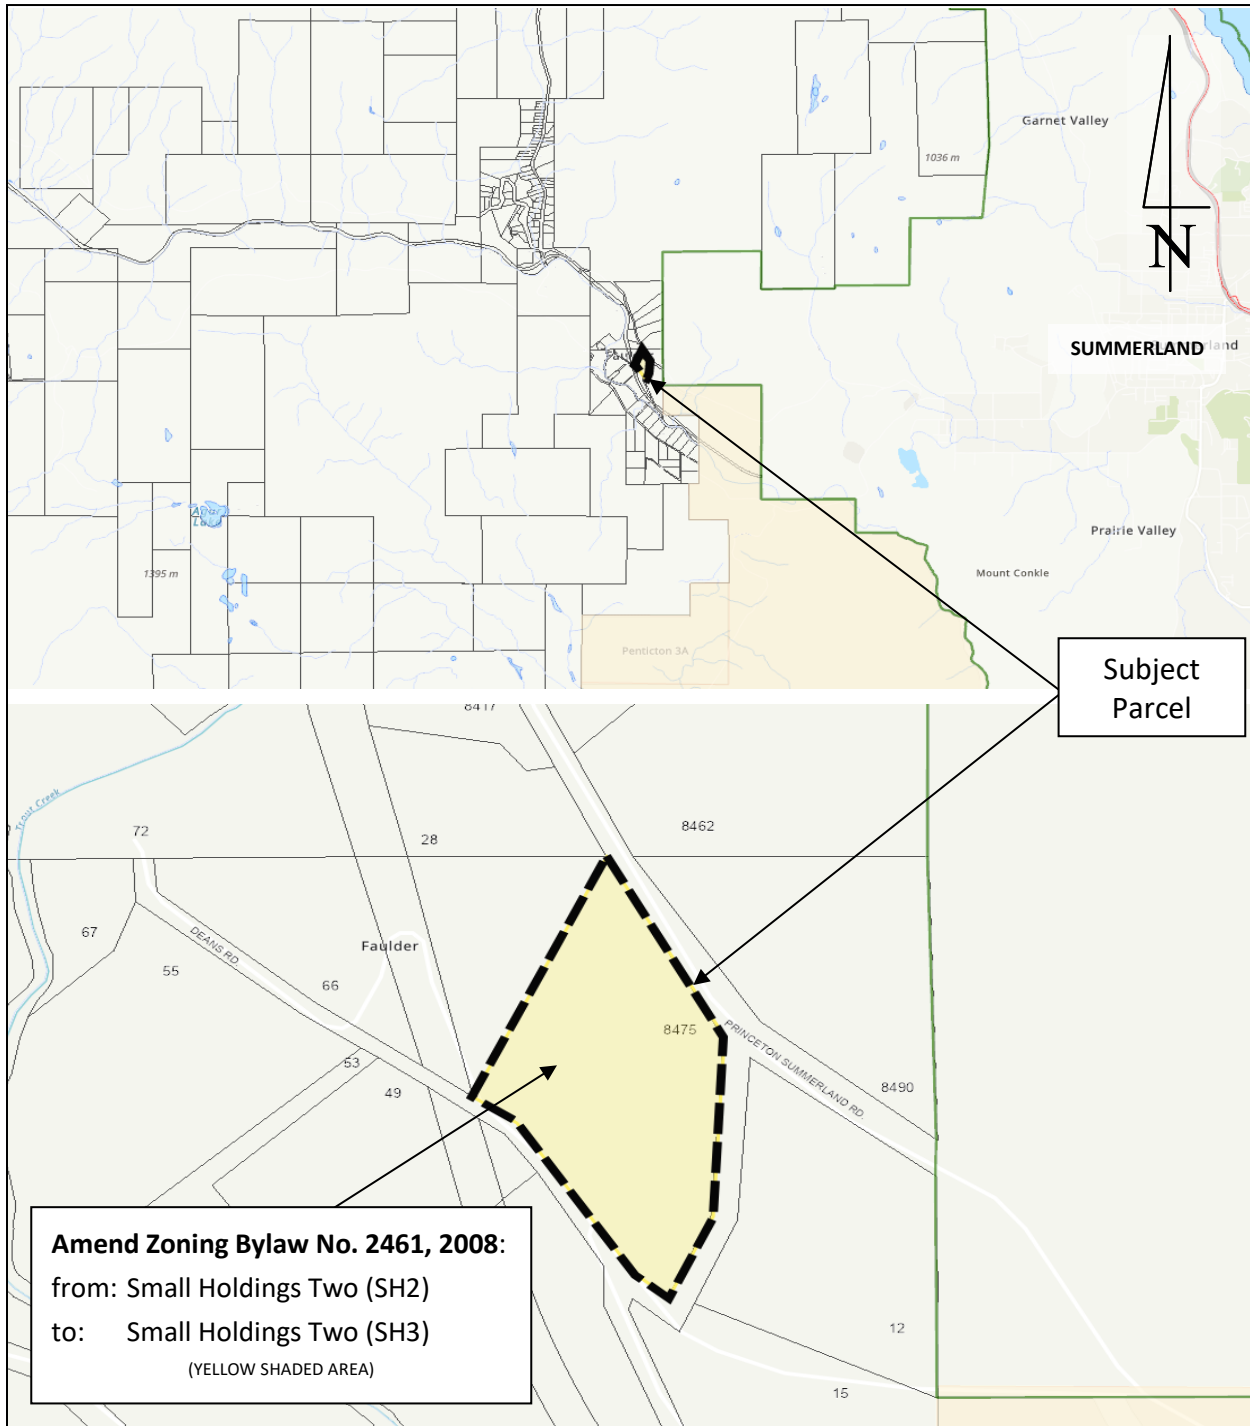 Garnet Valley
1036 m
N
SUMMERLAND
Prairie Valley
Mount Conkle
1395 m
Penticton 3A
Subject
Parcel
8417
Trout Creek
72
28
8462
67
DEANS RD.
Faulder
55
66
8475
PRINCETON SUMMERLAND RD.
53
49
8490
Amend Zoning Bylaw No. 2461, 2008:
from: Small Holdings Two (SH2)
to: Small Holdings Two (SH3)
(YELLOW SHADED AREA)
12
15